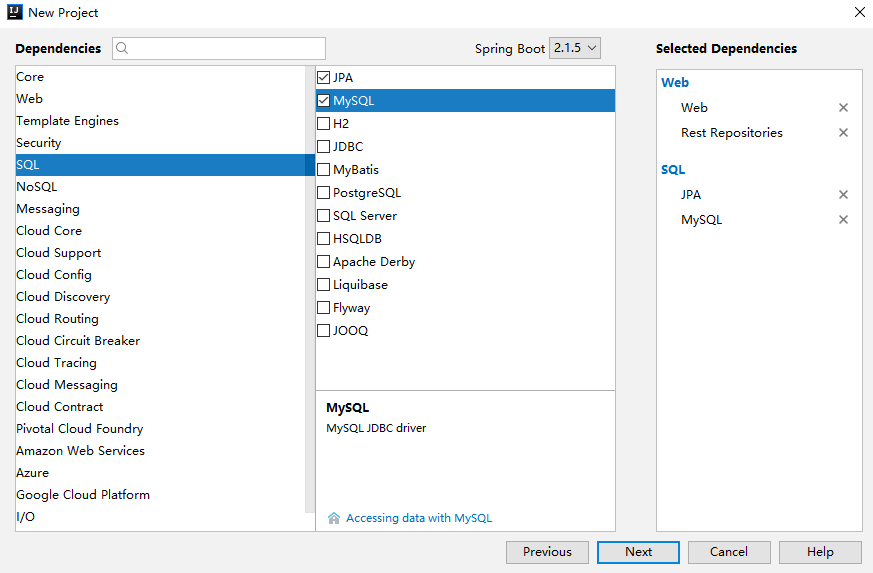 IJ New Project
Dependencies
Spring Boot 2.1.5
Selected Dependencies
Core
Web
Template Engines
Security
SQL
NoSQL
Messaging
Cloud Core
Cloud Support
Cloud Config
Cloud Discovery
Cloud Routing
Cloud Circuit Breaker
Cloud Tracing
Cloud Messaging
Cloud Contract
Pivotal Cloud Foundry
Amazon Web Services
Azure
Google Cloud Platform
I/O
JPA
MySQL
H2
JDBC
MyBatis
PostgreSQL
SQL Server
HSQLDB
Apache Derby
Liquibase
Flyway
JOOQ
MySQL
MySQL JDBC driver
Accessing data with MySQL
Web
Web
Rest Repositories
SQL
JPA
MySQL
Previous
Next
Cancel
Help